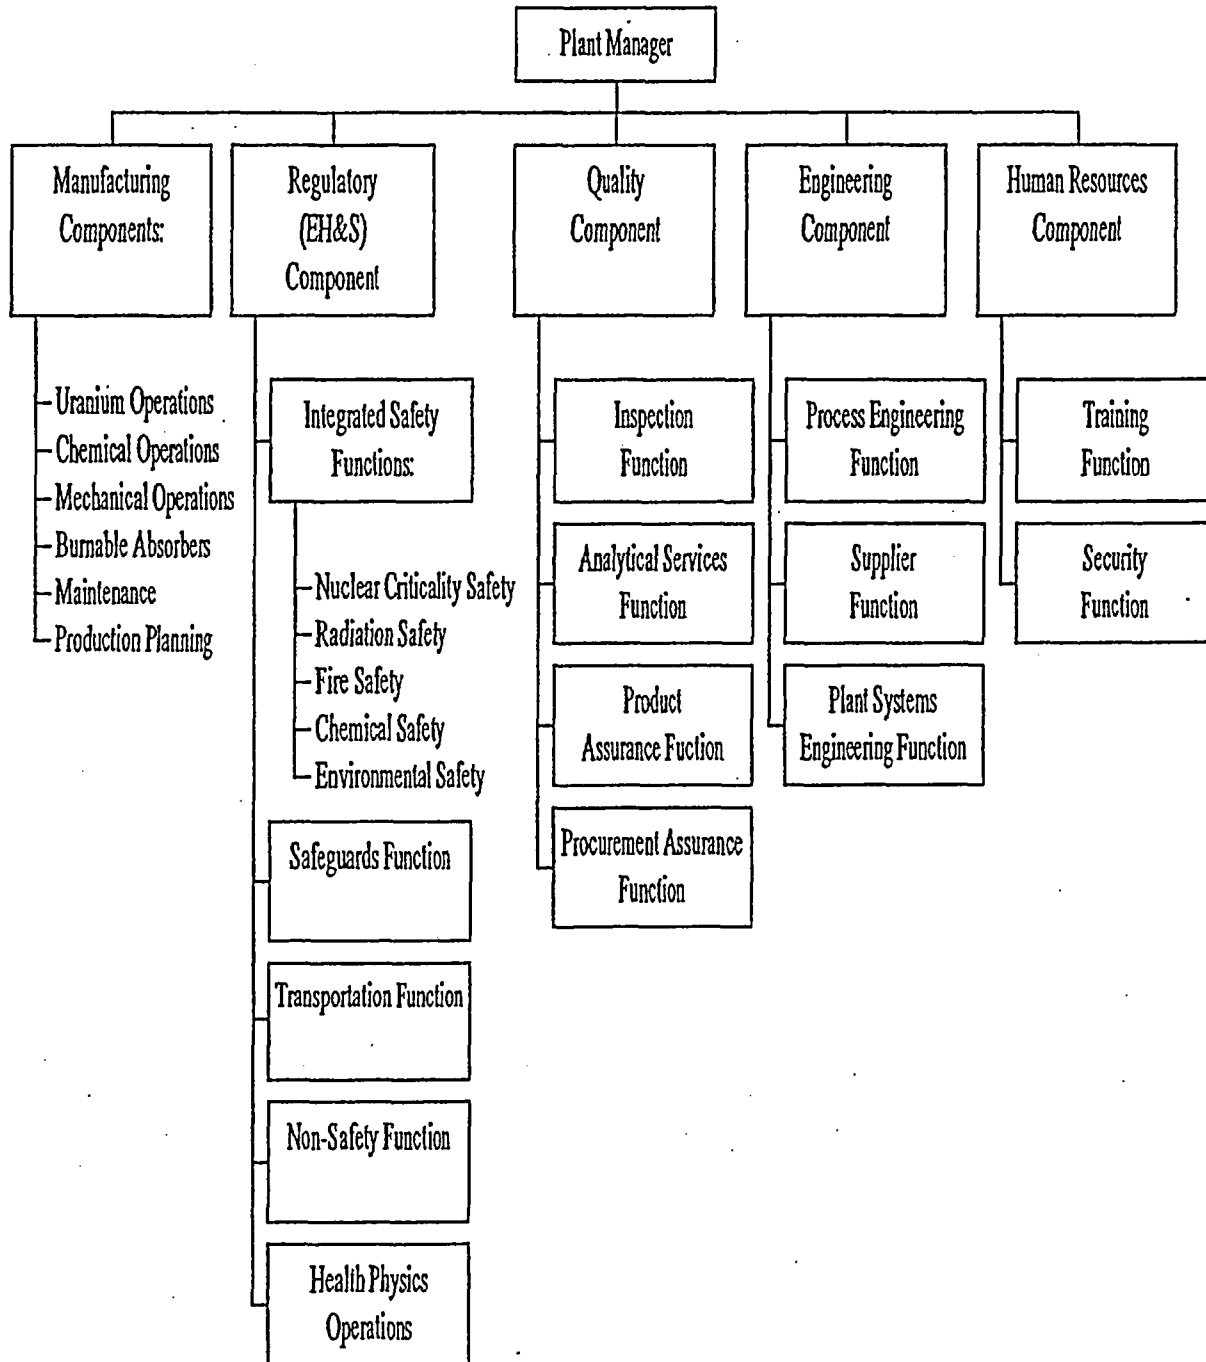 Plant Manager
Manufacturing
Components:
Uranium Operations
Chemical Operations
Mechanical Operations
Burnable Absorbers
Maintenance
Production Planning
Regulatory
(EH&S)
Component
Integrated Safety
Functions:
Nuclear Criticality Safety
Radiation Safety
Fire Safety
Chemical Safety
Environmental Safety
Safeguards Function
Transportation Function
Non-Safety Function
Health Physics
Operations
Quality
Component
Inspection
Function
Analytical Services
Function
Product
Assurance Fuction
Procurement Assurance
Function
Engineering
Component
Process Engineering
Function
Supplier
Function
Plant Systems
Engineering Function
Human Resources
Component
Training
Function
Security
Function